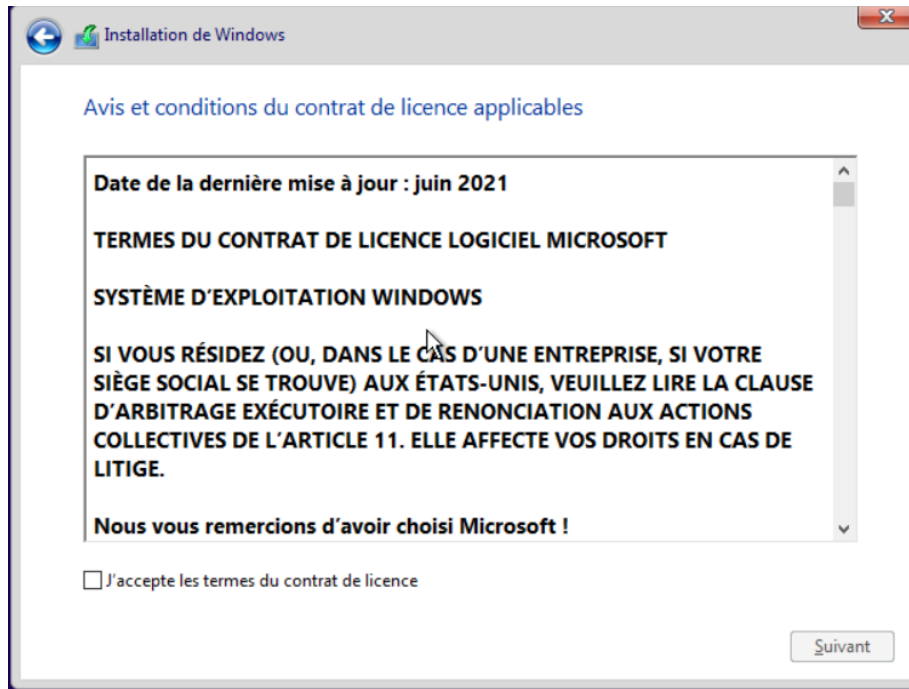 Installation de Windows
Avis et conditions du contrat de licence applicables
Date de la dernière mise à jour : juin 2021
TERMES DU CONTRAT DE LICENCE LOGICIEL MICROSOFT
SYSTÈME D’EXPLOITATION WINDOWS
SI VOUS RÉSIDEZ (OU, DANS LE CAS D’UNE ENTREPRISE, SI VOTRE
SIÈGE SOCIAL SE TROUVE) AUX ÉTATS-UNIS, VEUILLEZ LIRE LA CLAUSE
D’ARBITRAGE EXÉCUTOIRE ET DE RENONCIATION AUX ACTIONS
COLLECTIVES DE L’ARTICLE 11. ELLE AFFECTE VOS DROITS EN CAS DE
LITIGE.
Nous vous remercions d’avoir choisi Microsoft !
J’accepte les termes du contrat de licence
Suivant